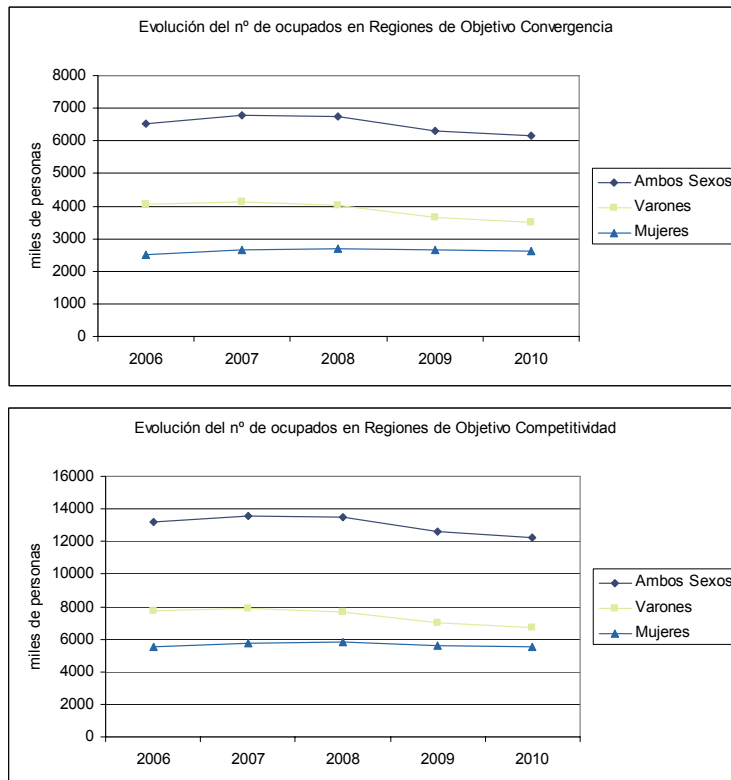 Evolución del nº de ocupados en Regiones de Objetivo Convergencia
8000
7000
6000
5000
4000
3000
2000
1000
0
miles de personas
2006 2007 2008 2009 2010
Ambos Sexos
Varones
Mujeres
Evolución del nº de ocupados en Regiones de Objetivo Competitividad
16000
14000
12000
10000
8000
6000
4000
2000
0
miles de personas
2006 2007 2008 2009 2010
Ambos Sexos
Varones
Mujeres